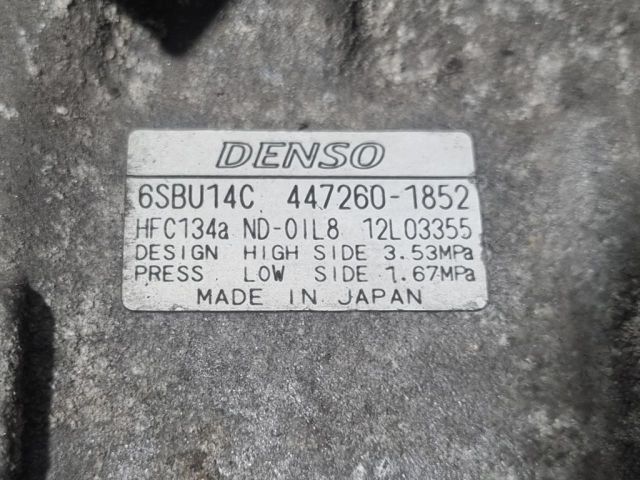 DENSO
6SBU14C 447260-1852
HFC134a ND-OIL8 12L03355
DESIGN HIGH SIDE 3.53MPa
PRESS LOW SIDE 1.67MPa
MADE IN JAPAN